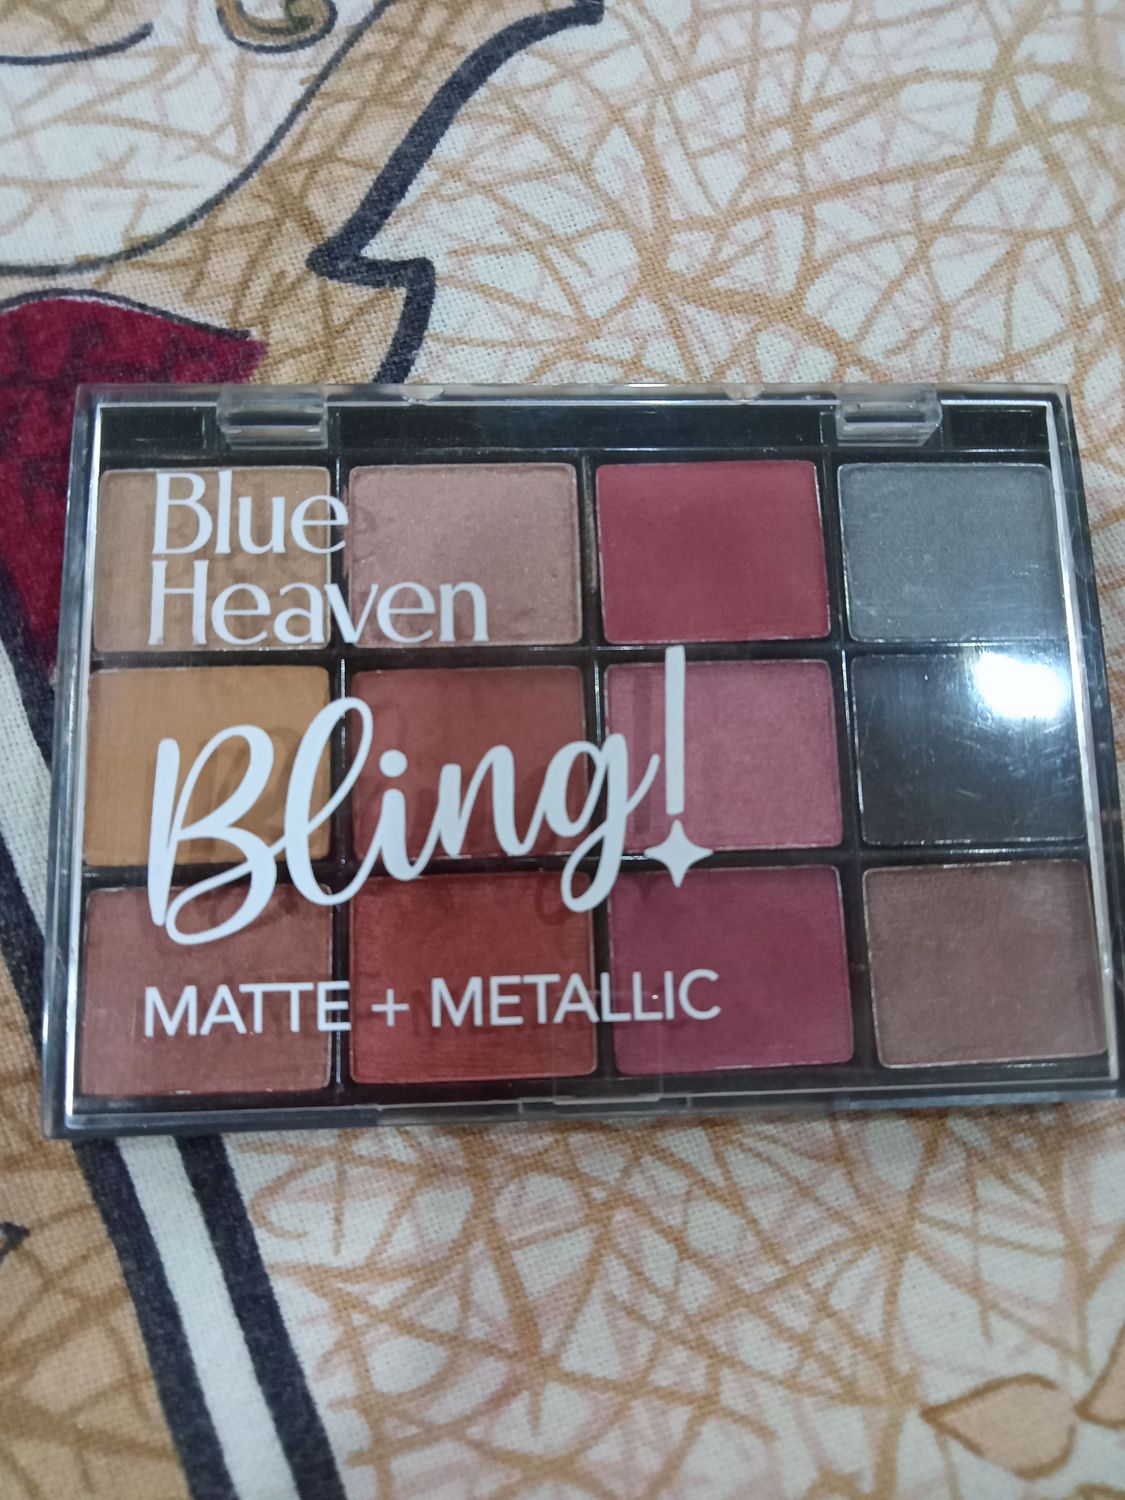 Blue
Heaven
Bling!
MATTE + METALLIC